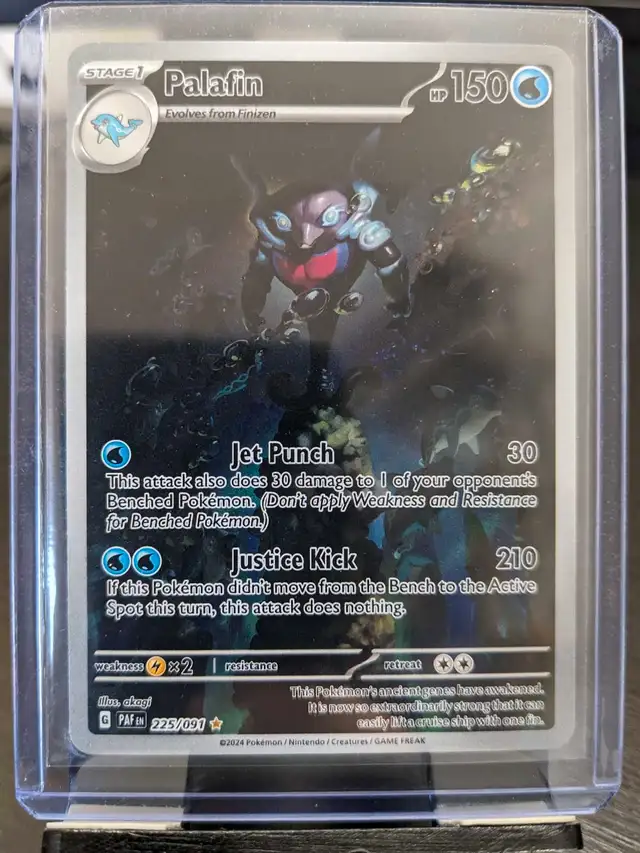 STAGE 1
Palafin
HP 150
Evolves from Finizen
Jet Punch 30
This attack also does 30 damage to 1 of your opponent's
Benched Pokémon. (Don't apply Weakness and Resistance
for Benched Pokémon.)
Justice Kick 210
If this Pokémon didn't move from the Bench to the Active
Spot this turn, this attack does nothing.
weakness ×2 resistance retreat
Illus. akagi
This Pokémon's ancient genes have awakened.
It is now so extraordinarily strong that it can
easily lift a cruise ship with one fin.
G PAF EN 225/091
©2024 Pokémon / Nintendo / Creatures / GAME FREAK